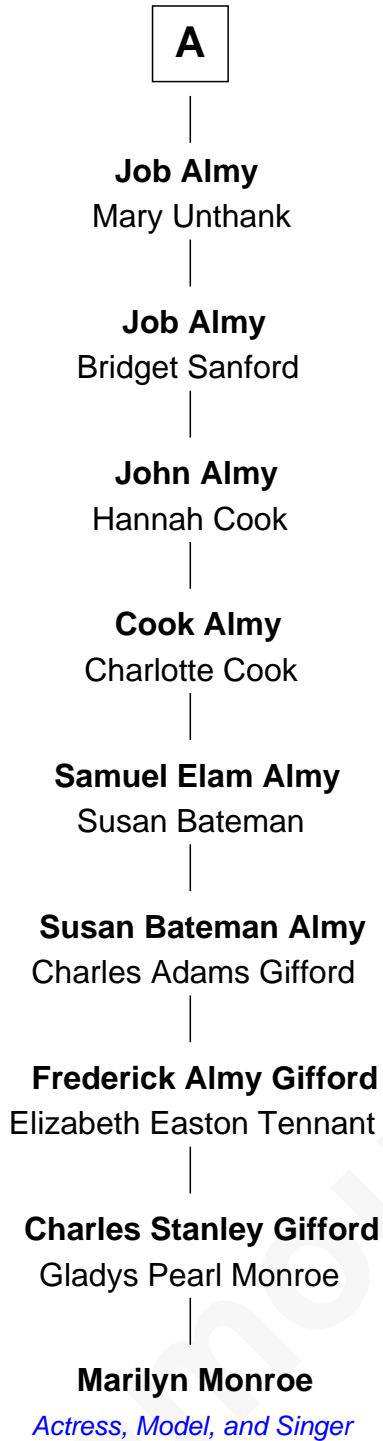 A
Job Almy
Mary Unthank
Job Almy
Bridget Sanford
John Almy
Hannah Cook
Cook Almy
Charlotte Cook
Samuel Elam Almy
Susan Bateman
Susan Bateman Almy
Charles Adams Gifford
Frederick Almy Gifford
Elizabeth Easton Tennant
Charles Stanley Gifford
Gladys Pearl Monroe
Marilyn Monroe
Actress, Model, and Singer